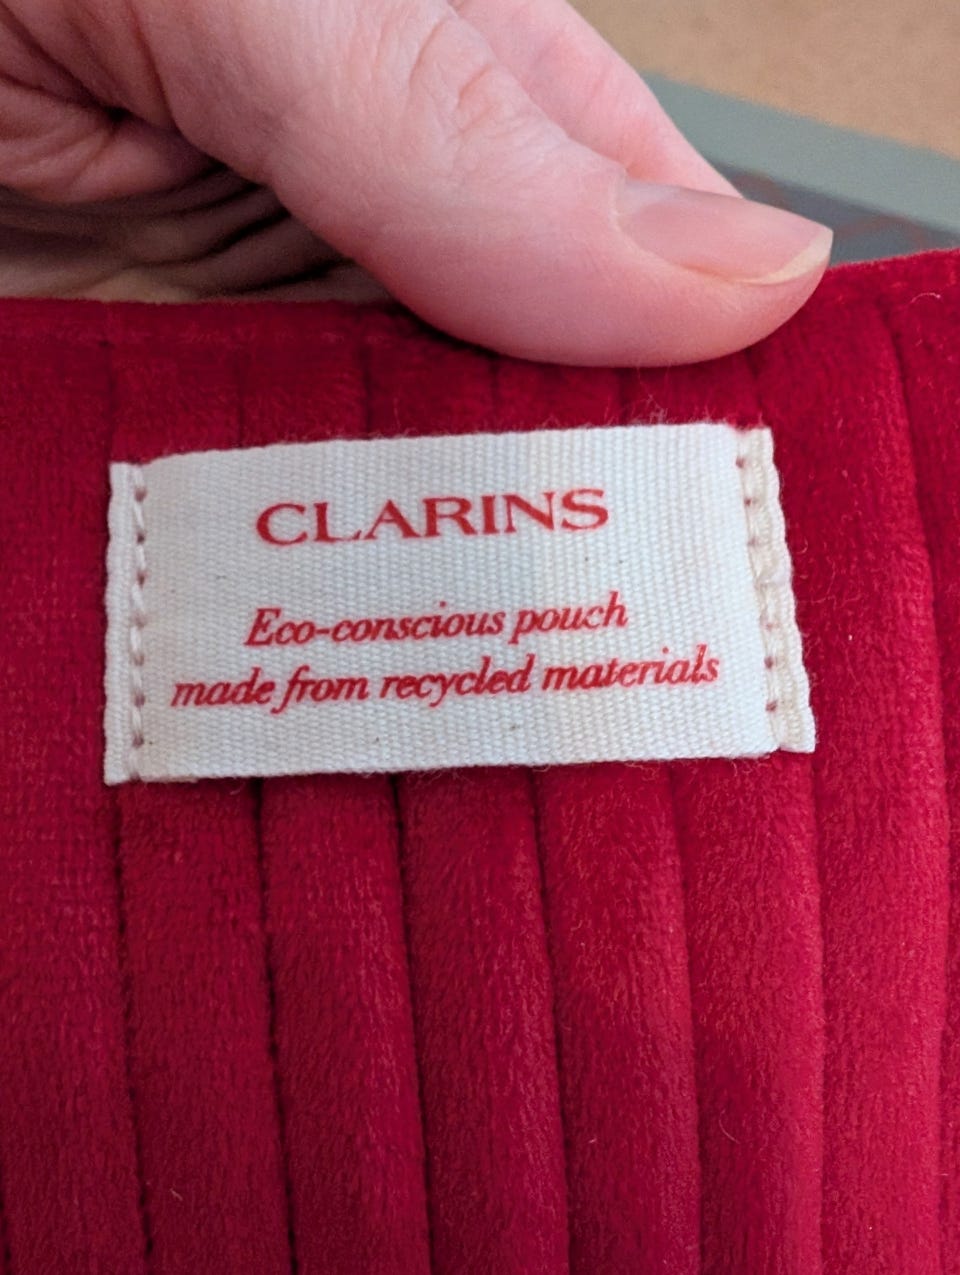 CLARINS
Eco-conscious pouch
made from recycled materials